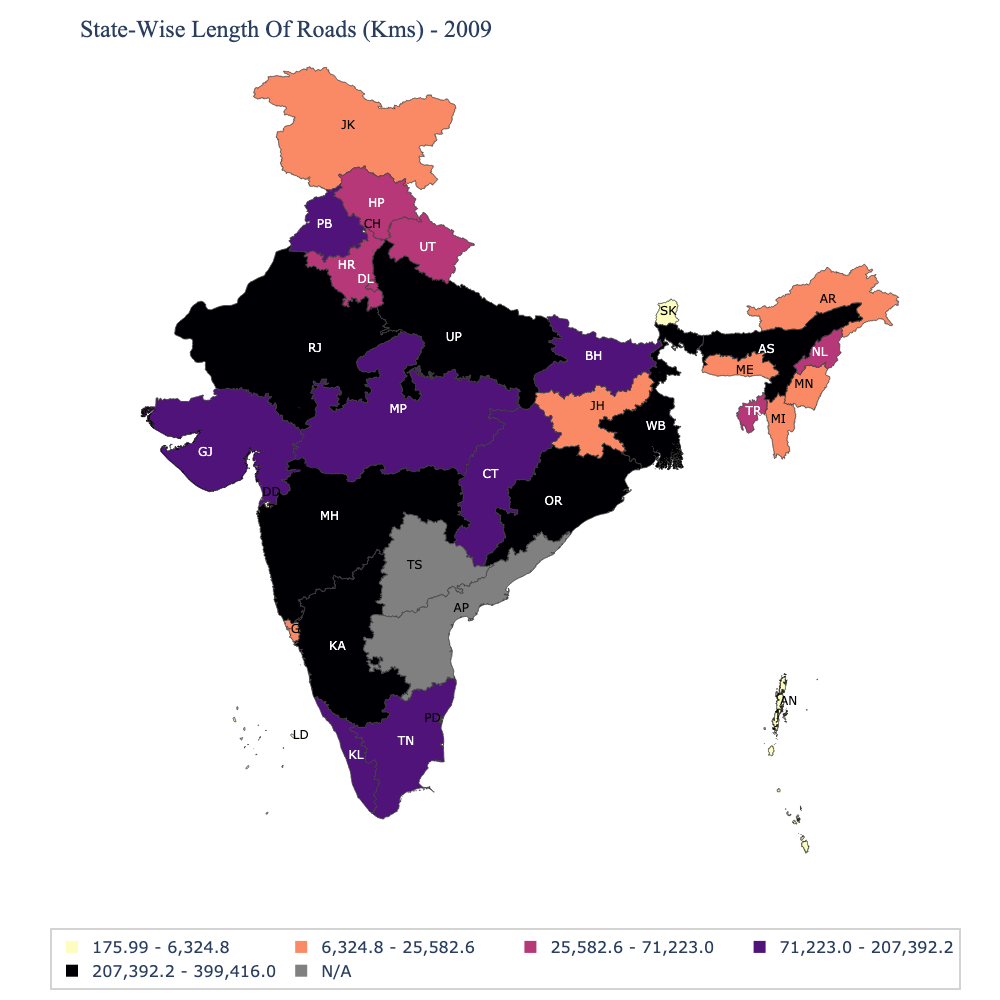 State-Wise Length Of Roads (Kms) - 2009
JK
HP
PB
CH
UT
HR
DL
SK
AR
RJ
UP
AS
NL
BH
ME
MN
MP
JH
TR
MI
WB
GJ
CT
DD
OR
MH
TS
AP
G
KA
AN
PD
LD
TN
KL
175.99 - 6,324.8
6,324.8 - 25,582.6
25,582.6 - 71,223.0
71,223.0 - 207,392.2
207,392.2 - 399,416.0
N/A